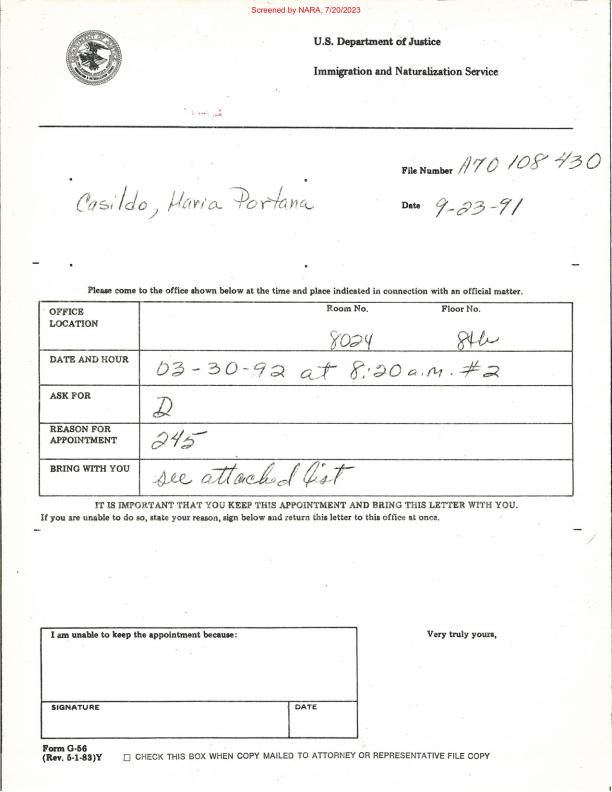 Screened by NARA, 7/20/2023
U.S. Department of Justice
Immigration and Naturalization Service
File Number A70 108 430
Casildo, Maria Portana
Date 9-23-91
Please come to the office shown below at the time and place indicated in connection with an official matter.
OFFICE LOCATION
Room No. 8024
Floor No. 8th
DATE AND HOUR 03-30-92 at 8:20 a.m. #2
ASK FOR D
REASON FOR APPOINTMENT 245
BRING WITH YOU see attached list
IT IS IMPORTANT THAT YOU KEEP THIS APPOINTMENT AND BRING THIS LETTER WITH YOU.
If you are unable to do so, state your reason, sign below and return this letter to this office at once.
I am unable to keep the appointment because:
Very truly yours,
SIGNATURE
DATE
Form G-56
(Rev. 5-1-83)Y
CHECK THIS BOX WHEN COPY MAILED TO ATTORNEY OR REPRESENTATIVE FILE COPY